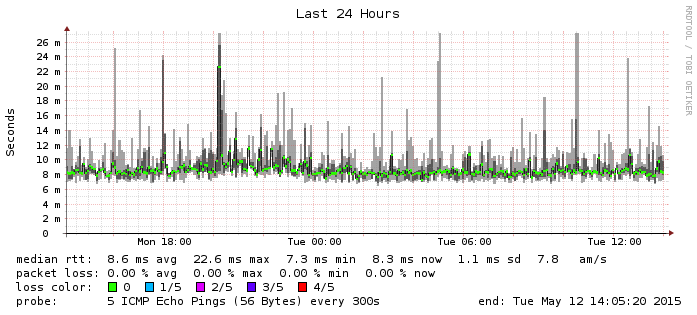 Last 24 Hours
RRDTOOL / TOBI OETIKER
Seconds
26 m
24 m
22 m
20 m
18 m
16 m
14 m
12 m
10 m
8 m
6 m
4 m
2 m
0
Mon 18:00 Tue 00:00 Tue 06:00 Tue 12:00
median rtt: 8.6 ms avg 22.6 ms max 7.3 ms min 8.3 ms now 1.1 ms sd 7.8 am/s
packet loss: 0.00 % avg 0.00 % max 0.00 % min 0.00 % now
loss color: 0 1/5 2/5 3/5 4/5
probe: 5 ICMP Echo Pings (56 Bytes) every 300s end: Tue May 12 14:05:20 2015